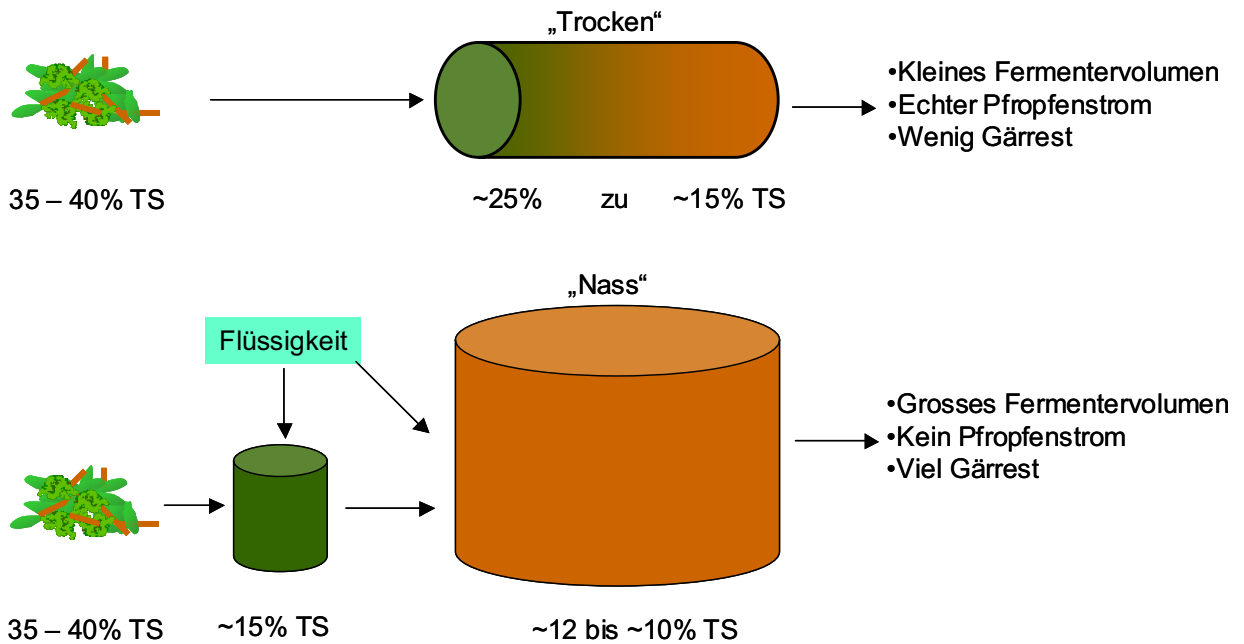 „Trocken“
•Kleines Fermentervolumen
•Echter Pfropfenstrom
•Wenig Gärrest
35 – 40% TS
~25% zu ~15% TS
„Nass“
Flüssigkeit
•Grosses Fermentervolumen
•Kein Pfropfenstrom
•Viel Gärrest
35 – 40% TS
~15% TS
~12 bis ~10% TS